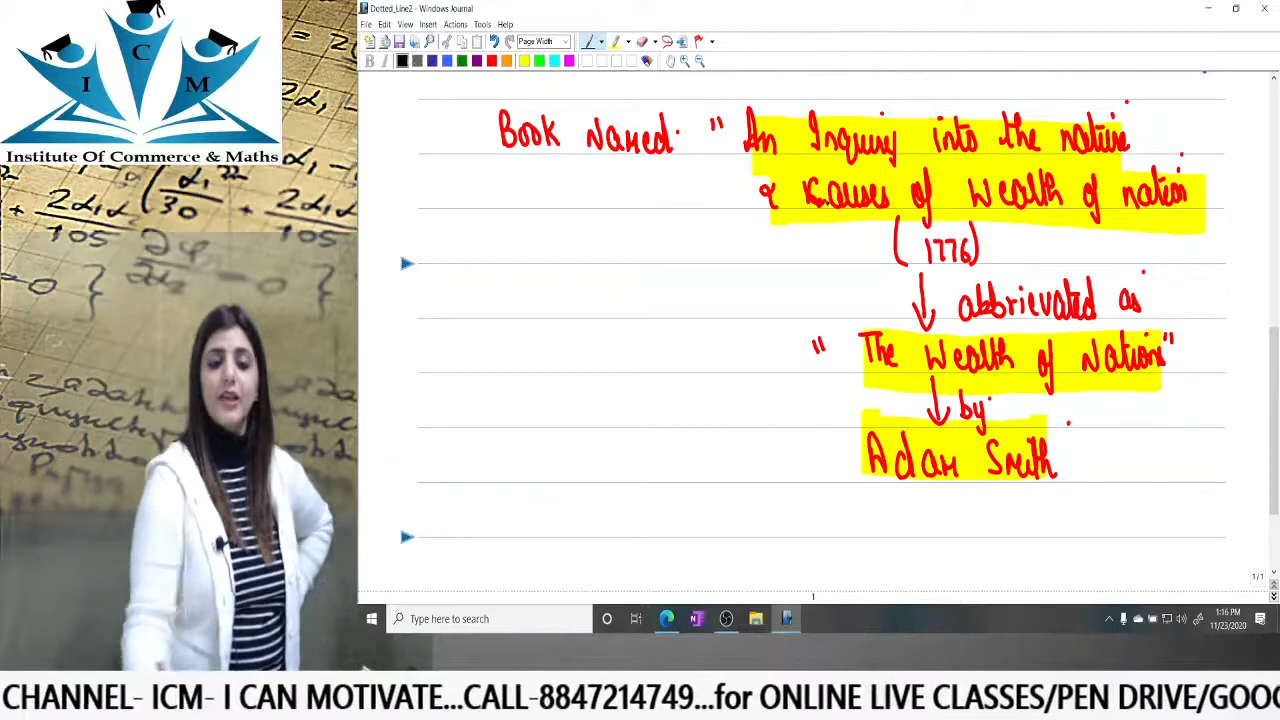 Dotted_Line2 - Windows Journal
File Edit View Insert Actions Tools Help
Page Width
B I
I C M
Institute Of Commerce & Maths
Book Named " An Inquiry into the nature
& Causes of Wealth of nation
( 1776)
↓ abbrievated as
" The Wealth of Nations"
↓ by
Adam Smith
1/1
1
Type here to search
1:16 PM
11/23/2020
CHANNEL- ICM- I CAN MOTIVATE...CALL-8847214749...for ONLINE LIVE CLASSES/PEN DRIVE/GOO